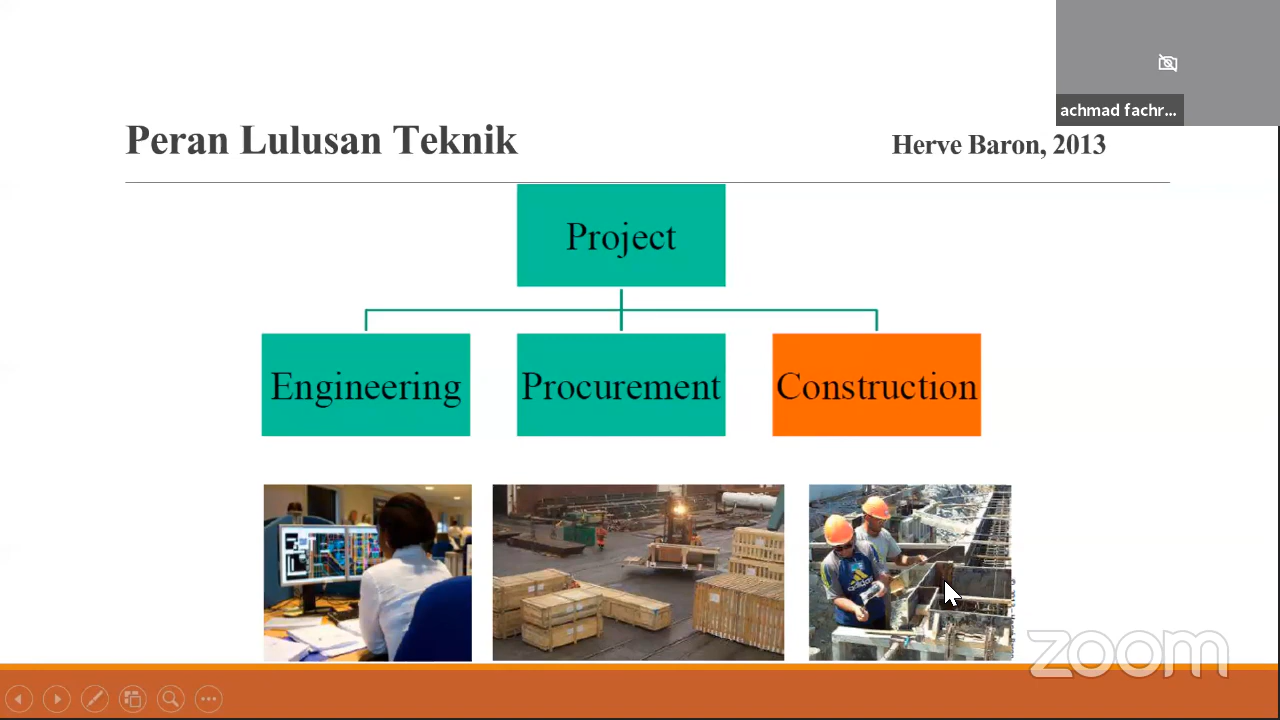 achmad fachr...
Peran Lulusan Teknik
Herve Baron, 2013
Project
Engineering
Procurement
Construction
zoom